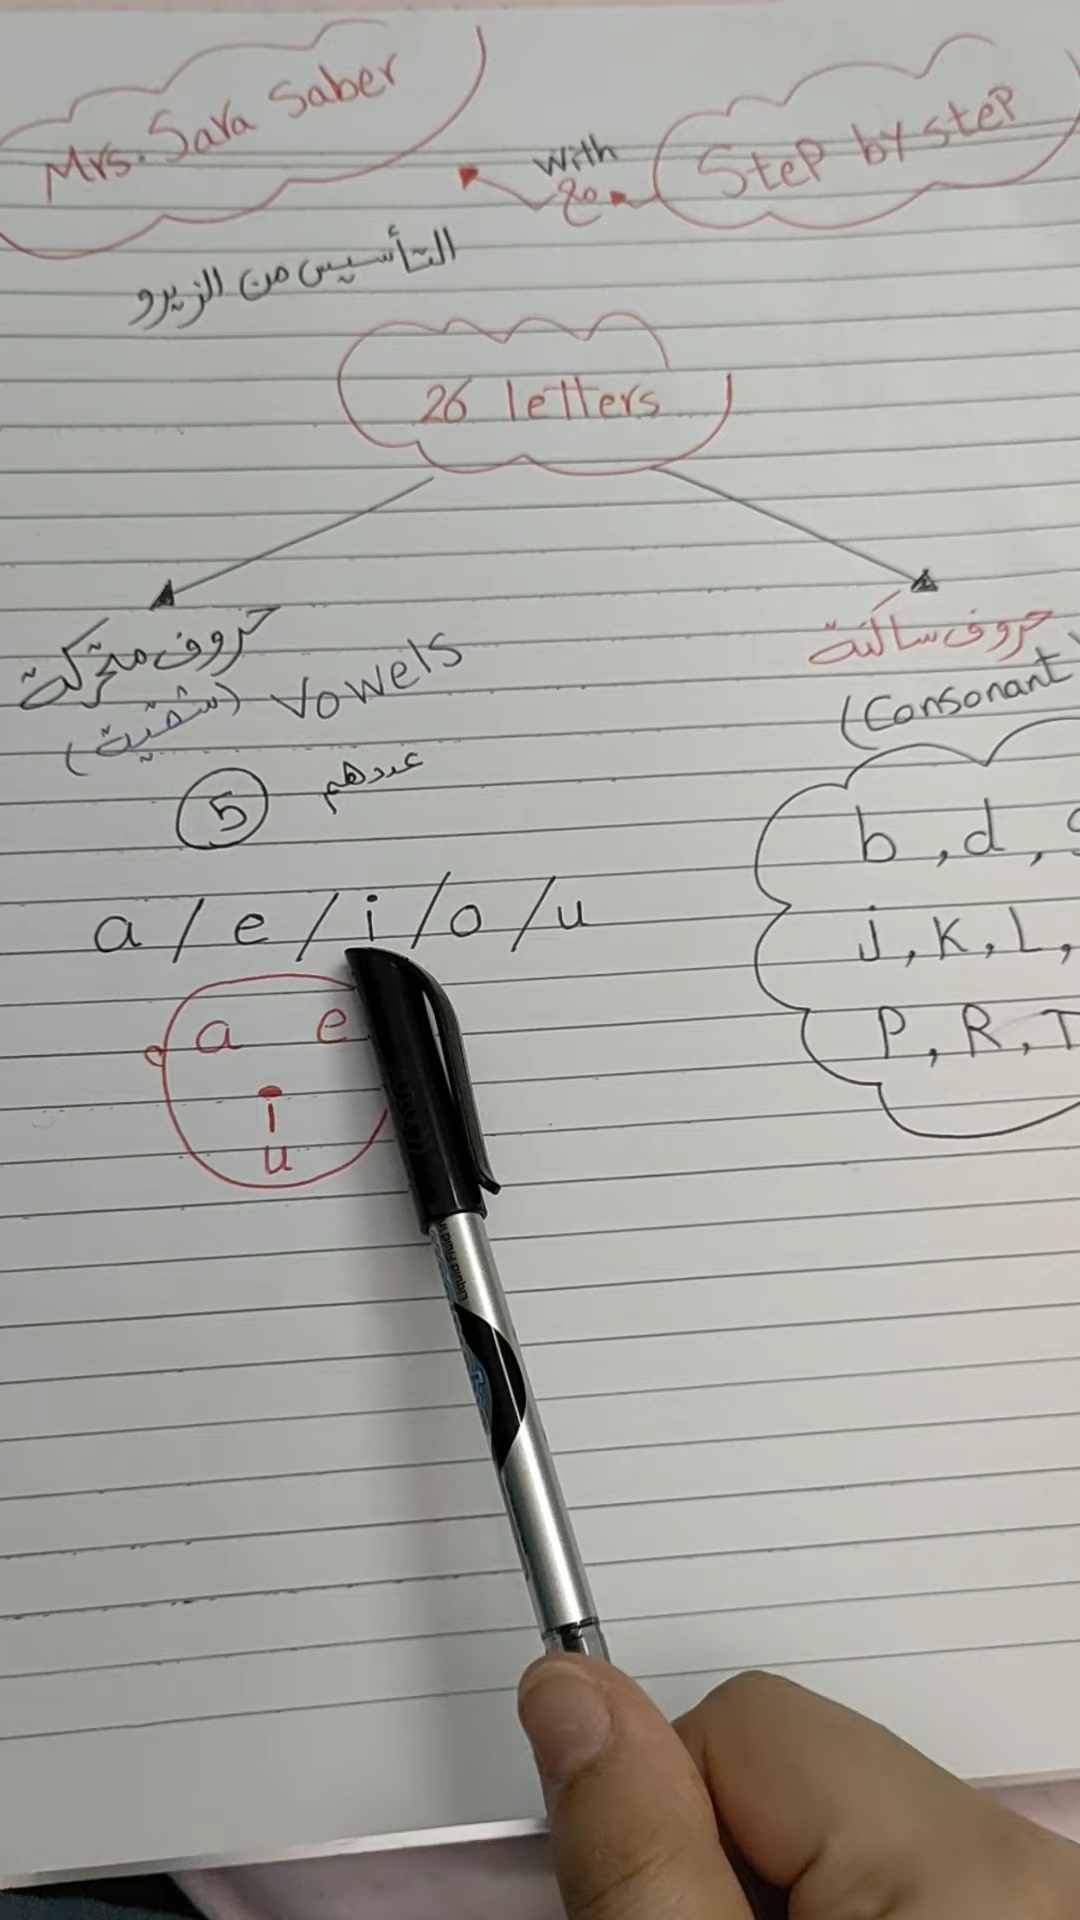 Mrs. Sara Saber
with
مع
Step by step
التأسيس من الزيرو
26 letters
حروف متحركة
(شفية) Vowels
عددهم 5
a / e / i / o / u
a e
i
u
حروف ساكنة
(Consonant
b , d ,
j , K , L ,
P , R , T